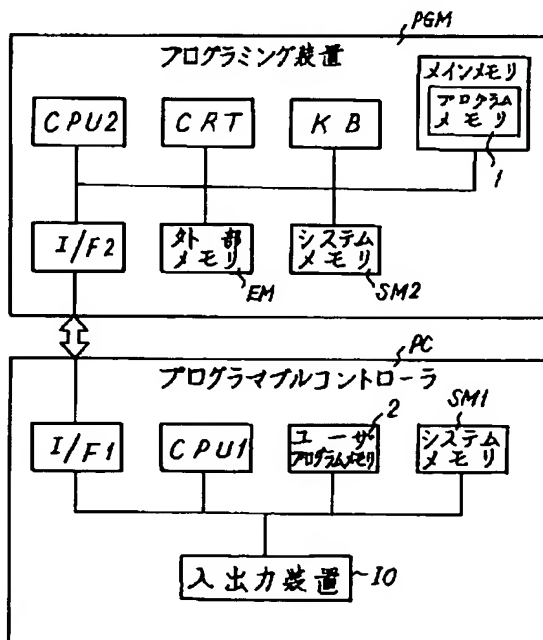 PGM
プログラミング装置
メインメモリ
プログラム
メモリ
1
CPU2
CRT
KB
I/F2
外部
メモリ
EM
システム
メモリ
SM2
PC
プログラマブルコントローラ
I/F1
CPU1
2
ユーザ
プログラムメモリ
SM1
システム
メモリ
入出力装置
IO